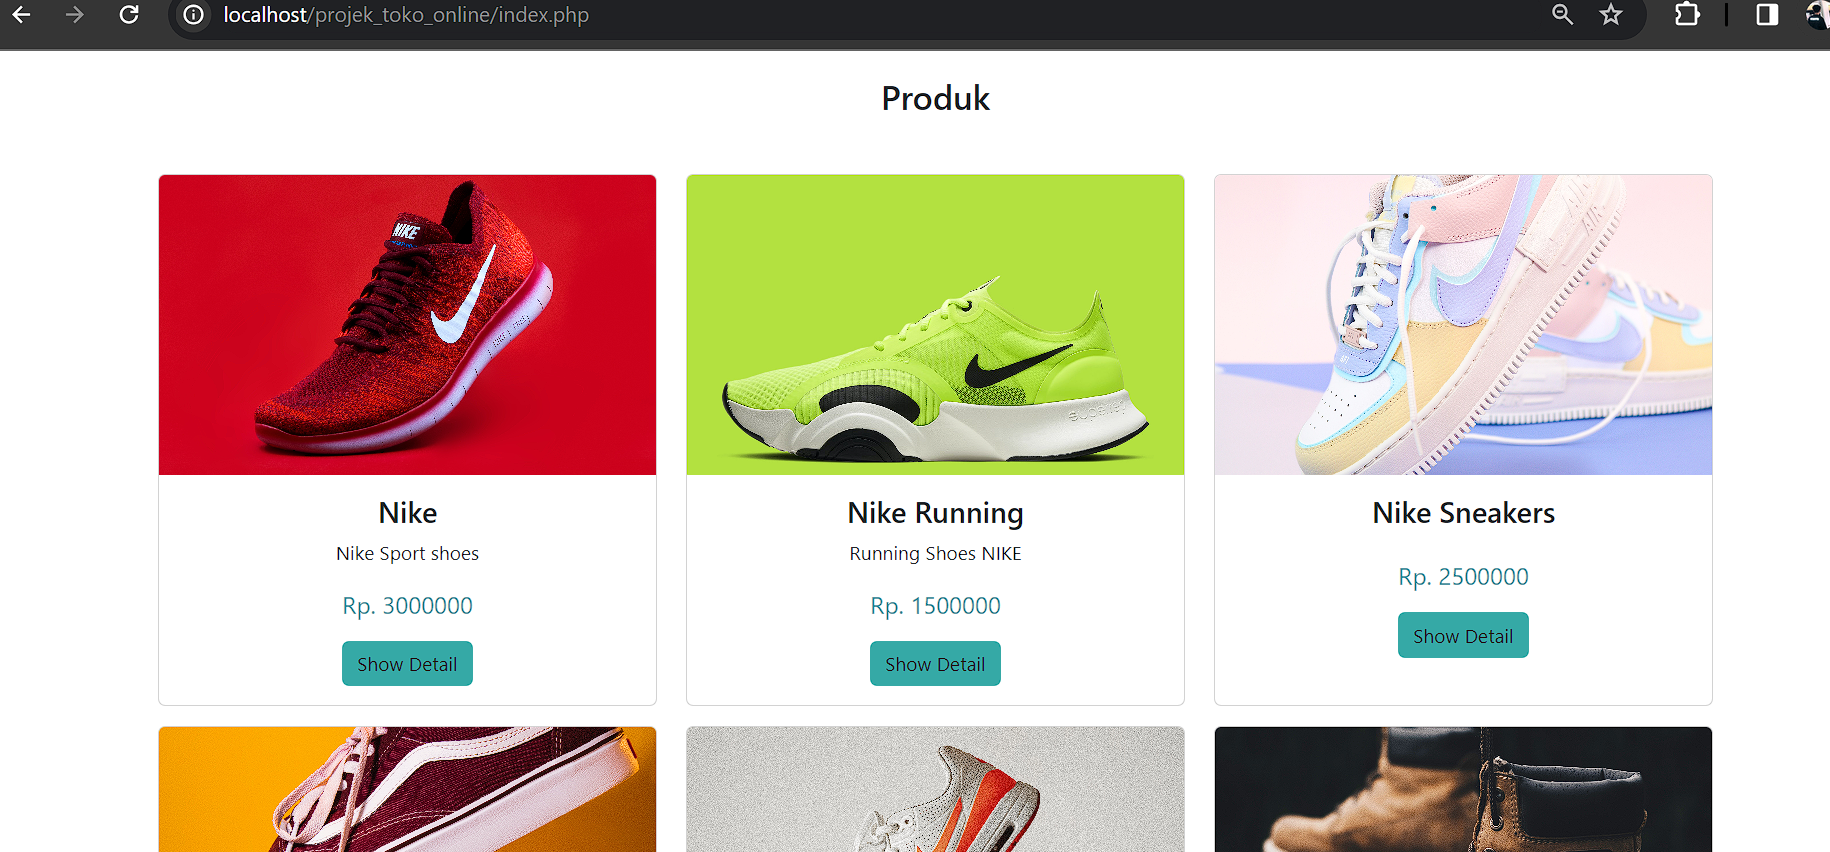 localhost/projek_toko_online/index.php
Produk
NIKE
Nike
Nike Running
Nike Sneakers
Nike Sport shoes
Running Shoes NIKE
Rp. 3000000
Rp. 1500000
Rp. 2500000
Show Detail
Show Detail
Show Detail